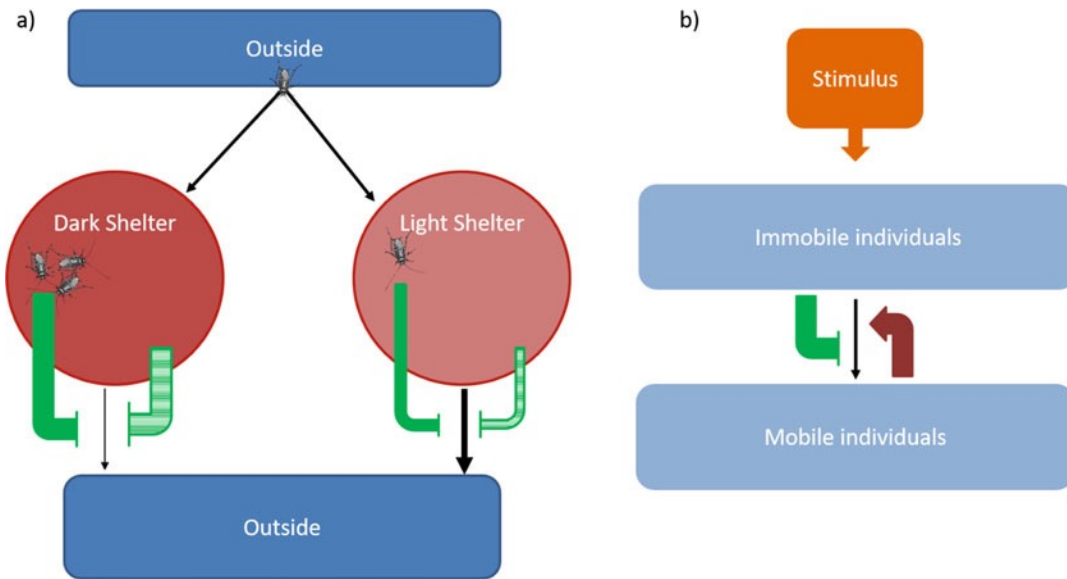 a)
Outside
Dark Shelter
Light Shelter
Outside
b)
Stimulus
Immobile individuals
Mobile individuals